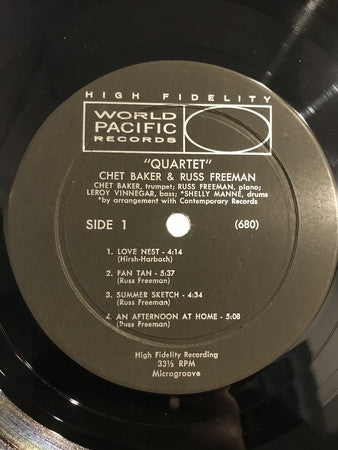 HIGH FIDELITY
WORLD
PACIFIC
RECORDS
"QUARTET"
CHET BAKER & RUSS FREEMAN
CHET BAKER, trumpet; RUSS FREEMAN, piano;
LEROY VINNEGAR, bass; *SHELLY MANNE, drums
*by arrangement with Contemporary Records
SIDE 1 (680)
1. LOVE NEST - 4:14
(Hirsh-Harbach)
2. FAN TAN - 5:37
(Russ Freeman)
3. SUMMER SKETCH - 4:34
(Russ Freeman)
4. AN AFTERNOON AT HOME - 5:08
(Russ Freeman)
High Fidelity Recording
33⅓ RPM
Microgroove